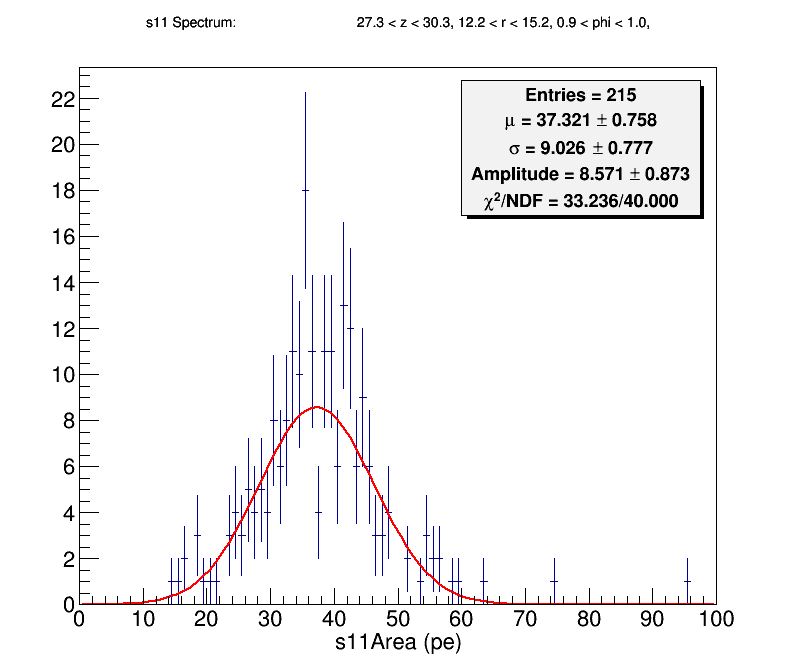 s11 Spectrum: 27.3 < z < 30.3, 12.2 < r < 15.2, 0.9 < phi < 1.0,
Entries = 215
μ = 37.321 ± 0.758
σ = 9.026 ± 0.777
Amplitude = 8.571 ± 0.873
χ²/NDF = 33.236/40.000
22
20
18
16
14
12
10
8
6
4
2
0
0 10 20 30 40 50 60 70 80 90 100
s11Area (pe)